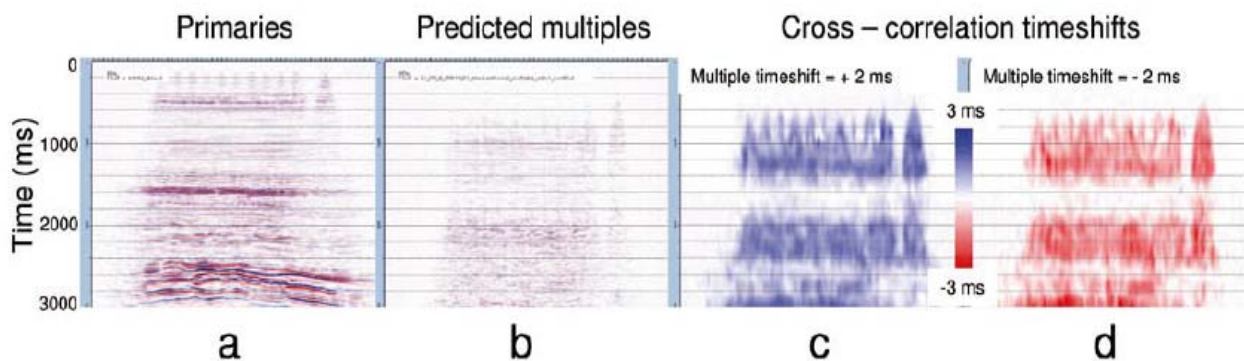 Primaries
Predicted multiples
Cross – correlation timeshifts
Multiple timeshift = + 2 ms
Multiple timeshift = - 2 ms
Time (ms)
0
1000
2000
3000
3 ms
-3 ms
a
b
c
d